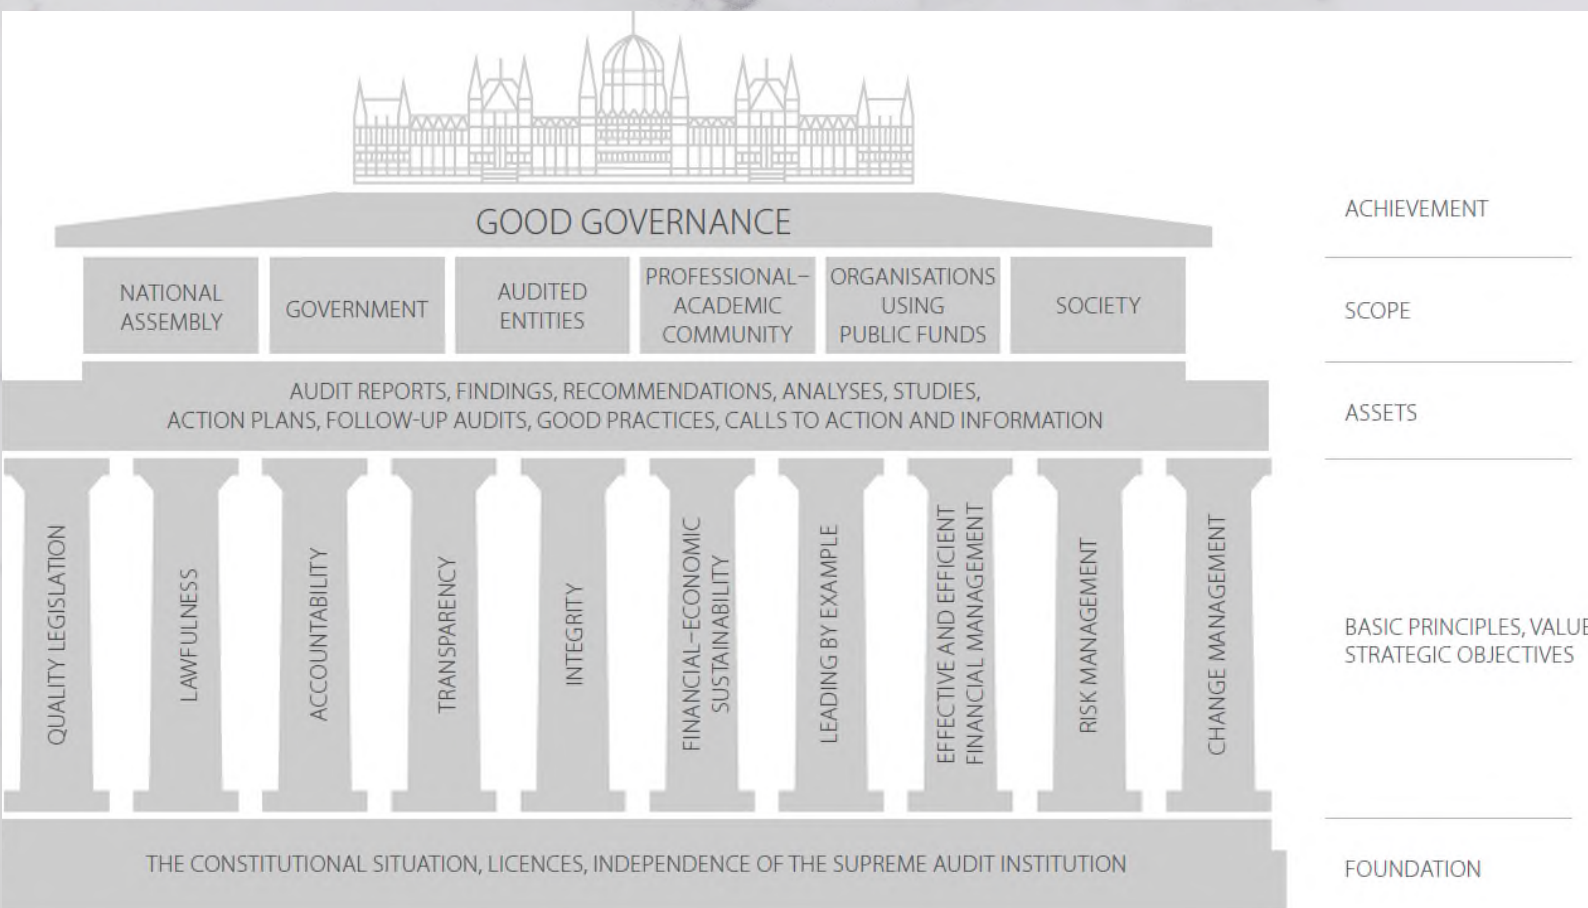 GOOD GOVERNANCE
ACHIEVEMENT
NATIONAL
ASSEMBLY
GOVERNMENT
AUDITED
ENTITIES
PROFESSIONAL–
ACADEMIC
COMMUNITY
ORGANISATIONS
USING
PUBLIC FUNDS
SOCIETY
SCOPE
AUDIT REPORTS, FINDINGS, RECOMMENDATIONS, ANALYSES, STUDIES,
ACTION PLANS, FOLLOW-UP AUDITS, GOOD PRACTICES, CALLS TO ACTION AND INFORMATION
ASSETS
QUALITY LEGISLATION
LAWFULNESS
ACCOUNTABILITY
TRANSPARENCY
INTEGRITY
FINANCIAL–ECONOMIC
SUSTAINABILITY
LEADING BY EXAMPLE
EFFECTIVE AND EFFICIENT
FINANCIAL MANAGEMENT
RISK MANAGEMENT
CHANGE MANAGEMENT
BASIC PRINCIPLES, VALUE
STRATEGIC OBJECTIVES
THE CONSTITUTIONAL SITUATION, LICENCES, INDEPENDENCE OF THE SUPREME AUDIT INSTITUTION
FOUNDATION